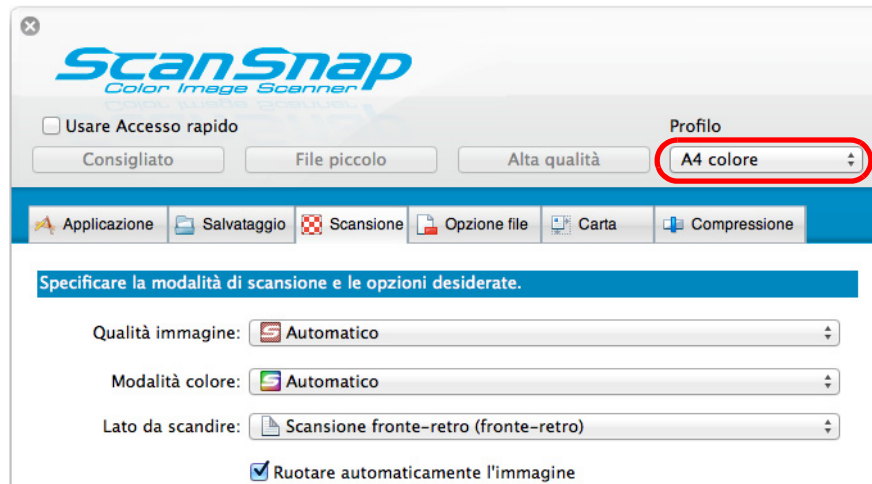 ScanSnap
Color Image Scanner
Usare Accesso rapido
Profilo
Consigliato File piccolo Alta qualità A4 colore
Applicazione Salvataggio Scansione Opzione file Carta Compressione
Specificare la modalità di scansione e le opzioni desiderate.
Qualità immagine: Automatico
Modalità colore: Automatico
Lato da scandire: Scansione fronte-retro (fronte-retro)
Ruotare automaticamente l'immagine